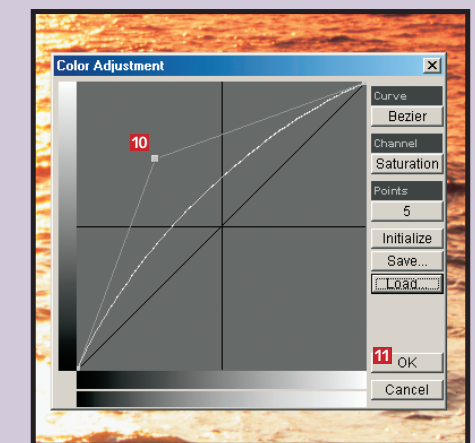 Color Adjustment
Curve
Bezier
10
Channel
Saturation
Points
5
Initialize
Save...
Load...
11 OK
Cancel